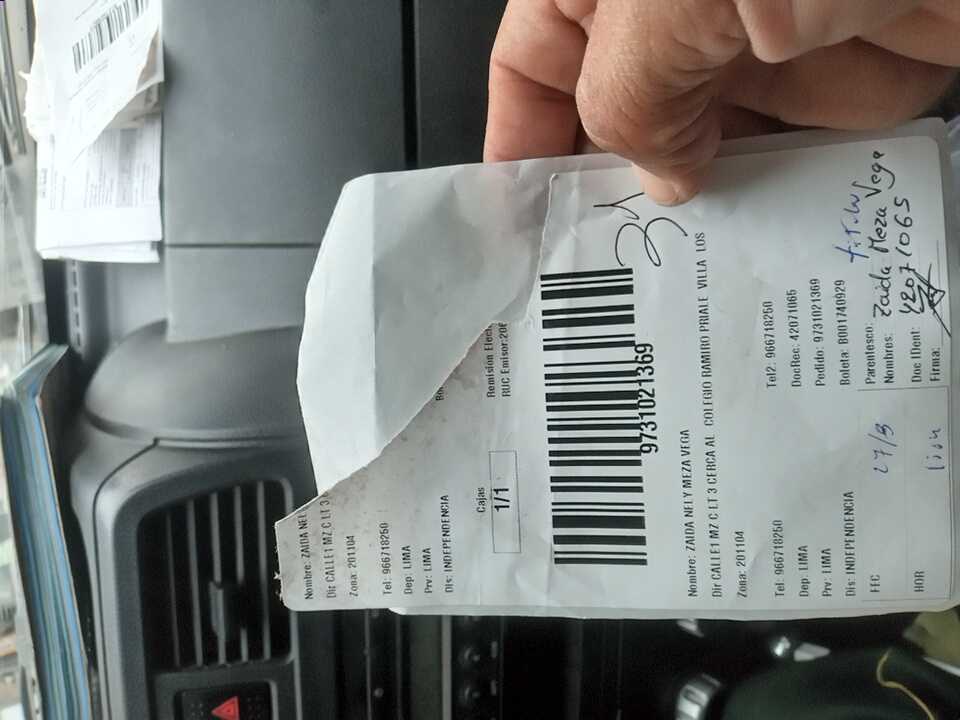 Nombre: ZAIDA NEL
Dir CALLE1 MZ C LT 3
Zona: 201104
Tel: 966718250
Dep: LIMA
Prv: LIMA
Dis: INDEPENDENCIA
Remision Elect
RUC Emisor:206
Cajas
1/1
9731021369
Nombre: ZAIDA NELY MEZA VEGA
Dir CALLE1 MZ C LT 3 CERCA AL COLEGIO RAMIRO PRIALE VILLA LOS
Zona: 201104
Tel: 966718250 Tel2: 966718250
Dep: LIMA DocRec: 42071065
Prv: LIMA Pedido: 9731021369
Dis: INDEPENDENCIA Boleta: B001740929
FEC 27/3 Parentesco: titular
Nombres: Zaida Meza Vega
HOR Doc IDent: 42071065
Firma: